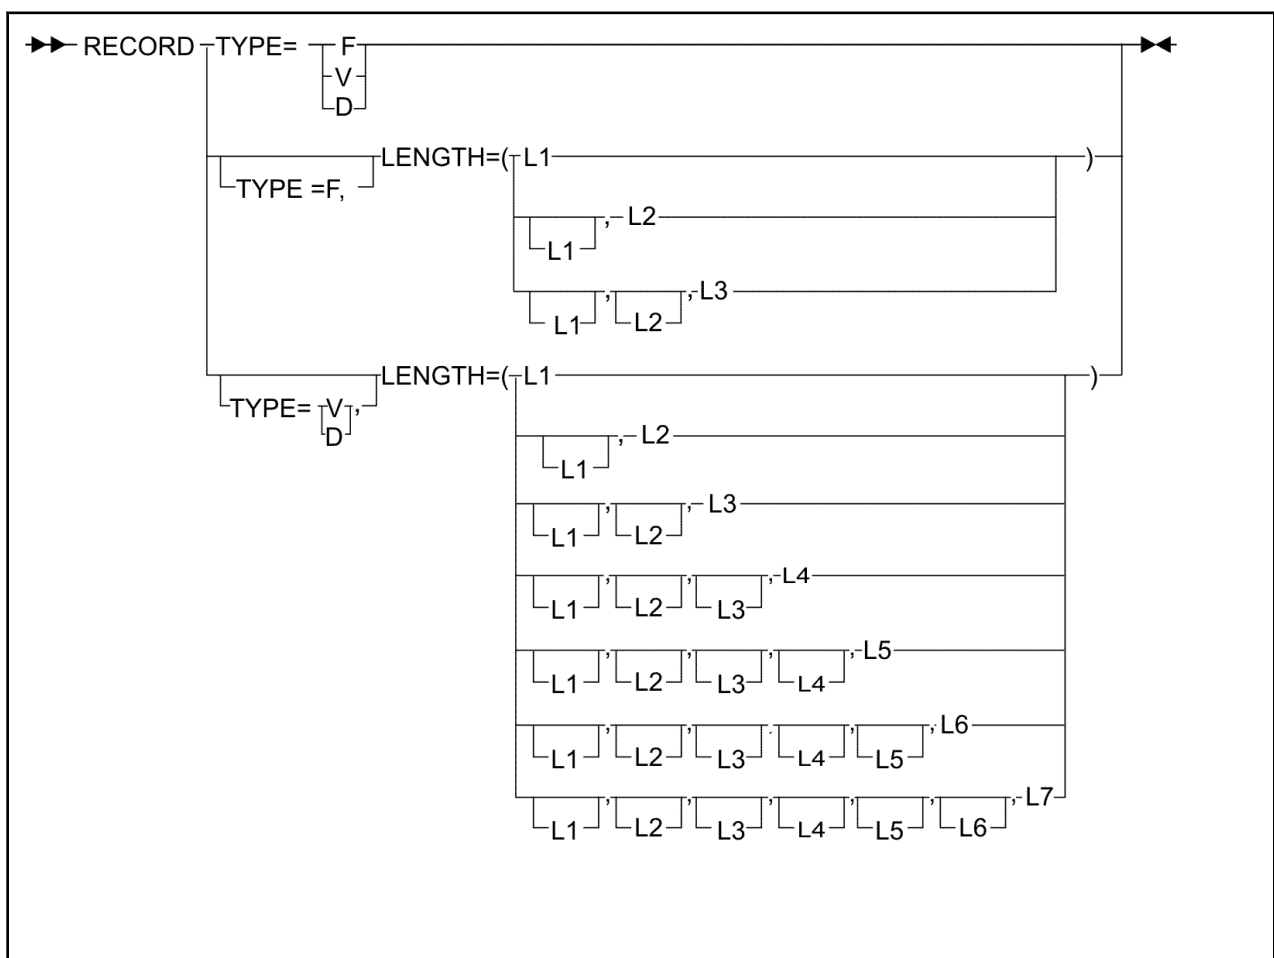 RECORD TYPE= F
V
D
LENGTH=( L1 )
TYPE =F,
, L2
L1
, , L3
L1 L2
LENGTH=( L1 )
TYPE= V ,
D
, L2
L1
, , L3
L1 L2
, , , L4
L1 L2 L3
, , , , L5
L1 L2 L3 L4
, , , , , L6
L1 L2 L3 L4 L5
, , , , , , L7
L1 L2 L3 L4 L5 L6